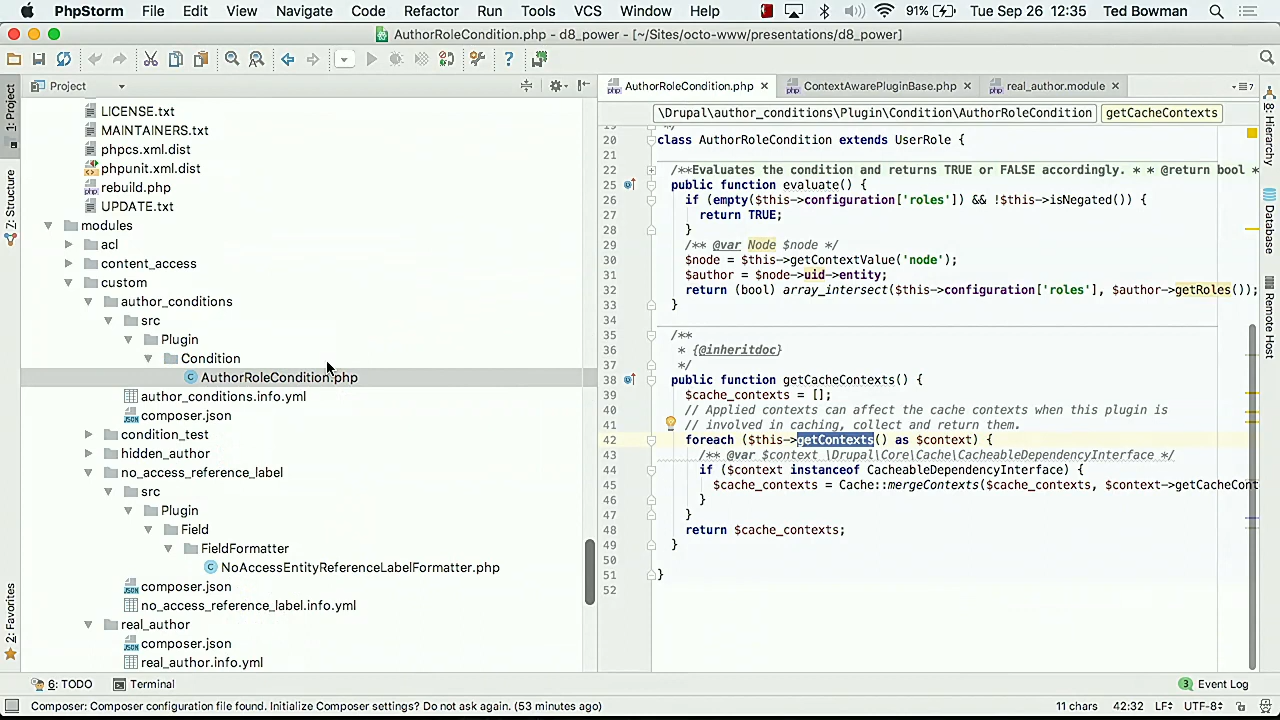 PhpStorm File Edit View Navigate Code Refactor Run Tools VCS Window Help 91% Tue Sep 26 12:35 Ted Bowman
AuthorRoleCondition.php – d8_power – [~/Sites/octo-www/presentations/d8_power]
Project
AuthorRoleCondition.php × ContextAwarePluginBase.php × real_author.module ×
\Drupal\author_conditions\Plugin\Condition\AuthorRoleCondition getCacheContexts
1: Project
7: Structure
2: Favorites
LICENSE.txt
MAINTAINERS.txt
phpcs.xml.dist
phpunit.xml.dist
rebuild.php
UPDATE.txt
modules
acl
content_access
custom
author_conditions
src
Plugin
Condition
AuthorRoleCondition.php
author_conditions.info.yml
composer.json
condition_test
hidden_author
no_access_reference_label
src
Plugin
Field
FieldFormatter
NoAccessEntityReferenceLabelFormatter.php
composer.json
no_access_reference_label.info.yml
real_author
composer.json
real_author.info.yml
19 */
20 class AuthorRoleCondition extends UserRole {
21
22 /**Evaluates the condition and returns TRUE or FALSE accordingly. * * @return bool *
25 public function evaluate() {
26 if (empty($this->configuration['roles']) && !$this->isNegated()) {
27 return TRUE;
28 }
29 /** @var Node $node */
30 $node = $this->getContextValue('node');
31 $author = $node->uid->entity;
32 return (bool) array_intersect($this->configuration['roles'], $author->getRoles());
33 }
34
35 /**
36 * {@inheritdoc}
37 */
38 public function getCacheContexts() {
39 $cache_contexts = [];
40 // Applied contexts can affect the cache contexts when this plugin is
41 // involved in caching, collect and return them.
42 foreach ($this->getContexts() as $context) {
43 /** @var $context \Drupal\Core\Cache\CacheableDependencyInterface */
44 if ($context instanceof CacheableDependencyInterface) {
45 $cache_contexts = Cache::mergeContexts($cache_contexts, $context->getCacheCont
46 }
47 }
48 return $cache_contexts;
49 }
50
51 }
52
8: Hierarchy
Database
Remote Host
6: TODO Terminal 3 Event Log
Composer: Composer configuration file found. Initialize Composer settings? Do not ask again. (53 minutes ago) 11 chars 42:32 LF÷ UTF-8÷